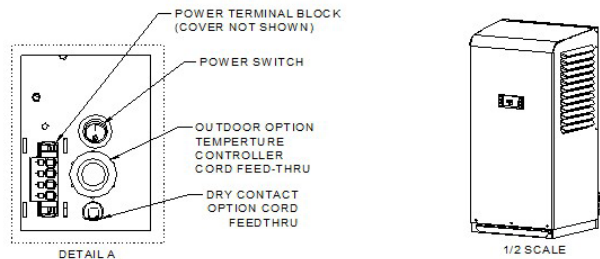 POWER TERMINAL BLOCK
(COVER NOT SHOWN)
POWER SWITCH
OUTDOOR OPTION
TEMPERTURE
CONTROLLER
CORD FEED-THRU
DRY CONTACT
OPTION CORD
FEEDTHRU
DETAIL A
1/2 SCALE